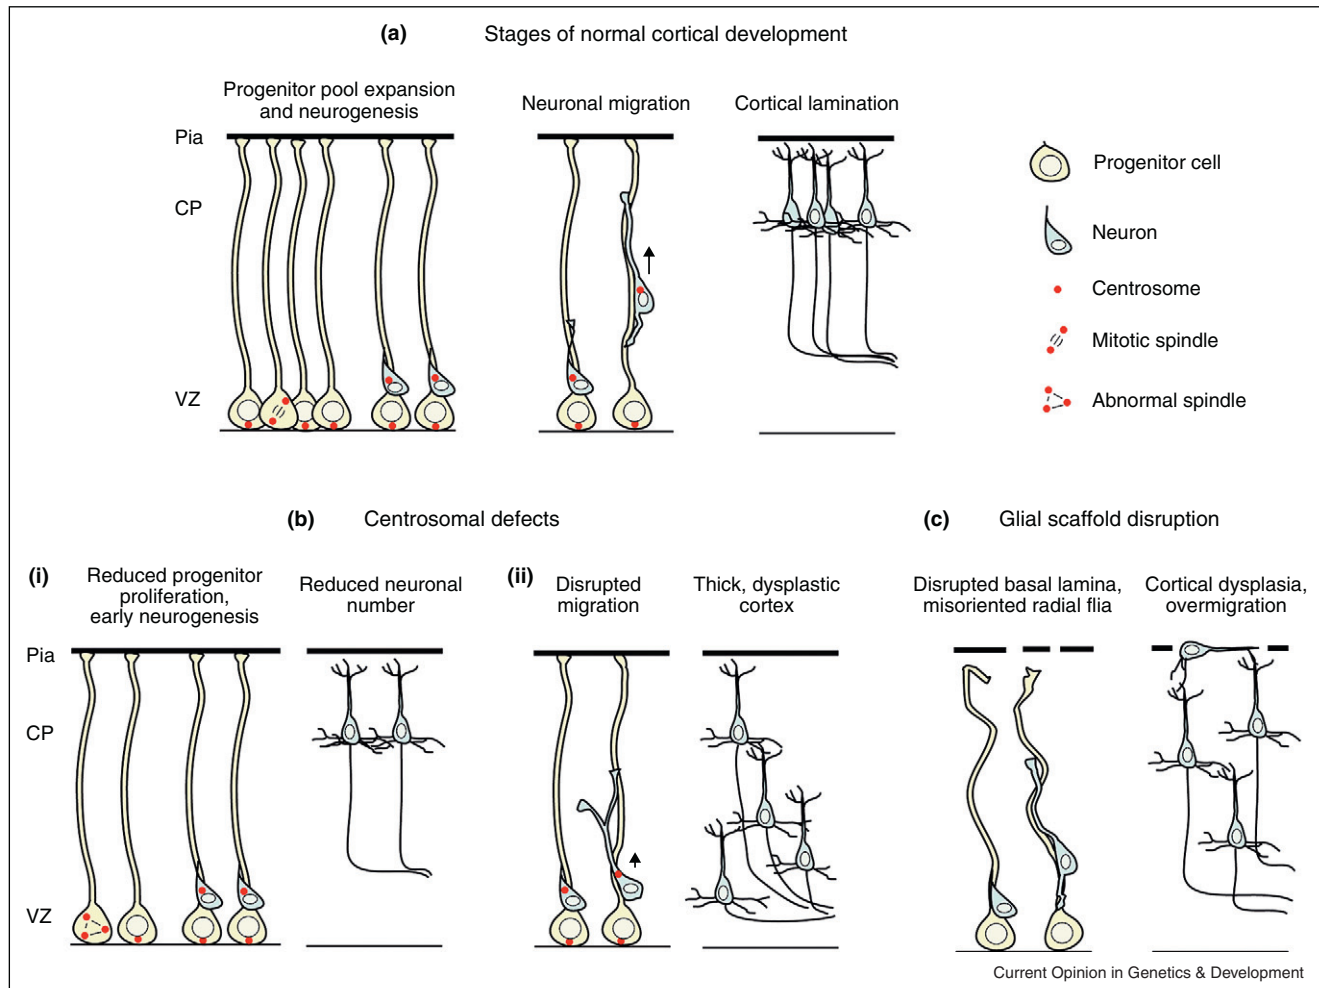 (a) Stages of normal cortical development
Progenitor pool expansion
and neurogenesis
Neuronal migration
Cortical lamination
Pia
CP
VZ
Progenitor cell
Neuron
Centrosome
Mitotic spindle
Abnormal spindle
(b) Centrosomal defects
(i)
Reduced progenitor
proliferation,
early neurogenesis
Reduced neuronal
number
(ii)
Disrupted
migration
Thick, dysplastic
cortex
Pia
CP
VZ
(c) Glial scaffold disruption
Disrupted basal lamina,
misoriented radial flia
Cortical dysplasia,
overmigration
Current Opinion in Genetics & Development